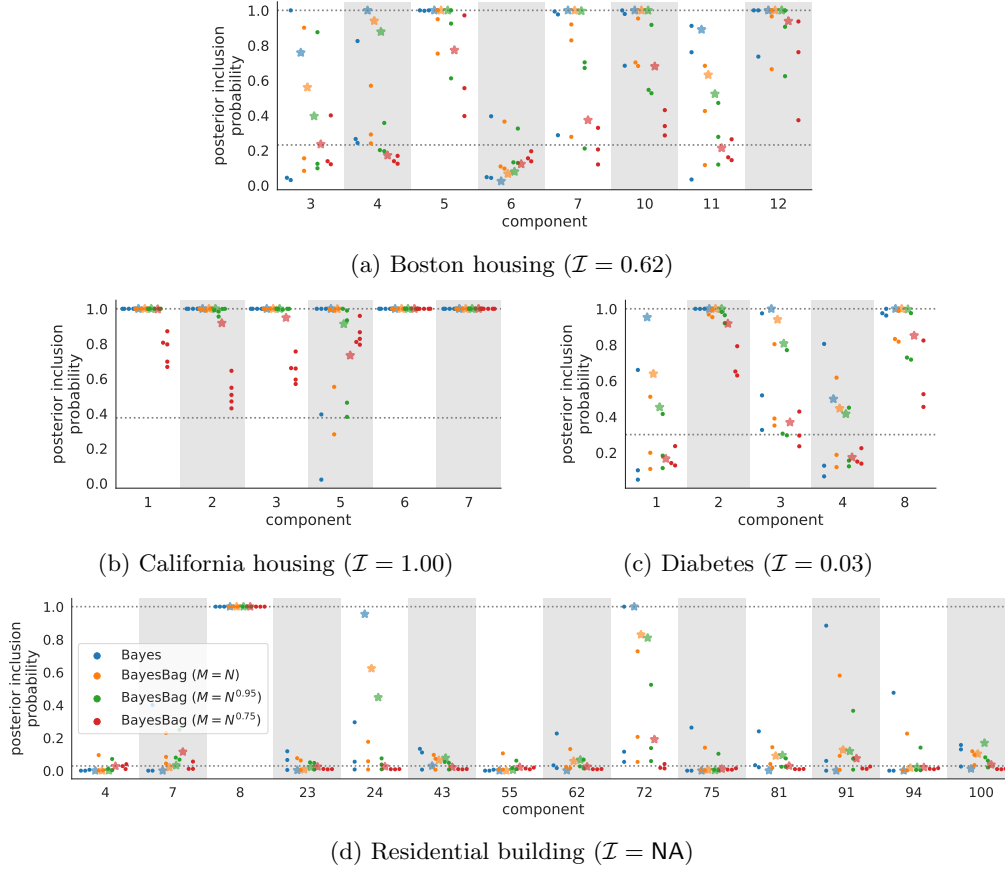 posterior inclusion
probability
1.0
0.8
0.6
0.4
0.2
0.0
3 4 5 6 7 10 11 12
component
(a) Boston housing (ℐ = 0.62)
posterior inclusion
probability
1.0
0.8
0.6
0.4
0.2
0.0
1 2 3 5 6 7
component
(b) California housing (ℐ = 1.00)
posterior inclusion
probability
1.0
0.8
0.6
0.4
0.2
1 2 3 4 8
component
(c) Diabetes (ℐ = 0.03)
posterior inclusion
probability
1.0
0.8
0.6
0.4
0.2
0.0
Bayes
BayesBag (M = N)
BayesBag (M = N^0.95)
BayesBag (M = N^0.75)
4 7 8 23 24 43 55 62 72 75 81 91 94 100
component
(d) Residential building (ℐ = NA)